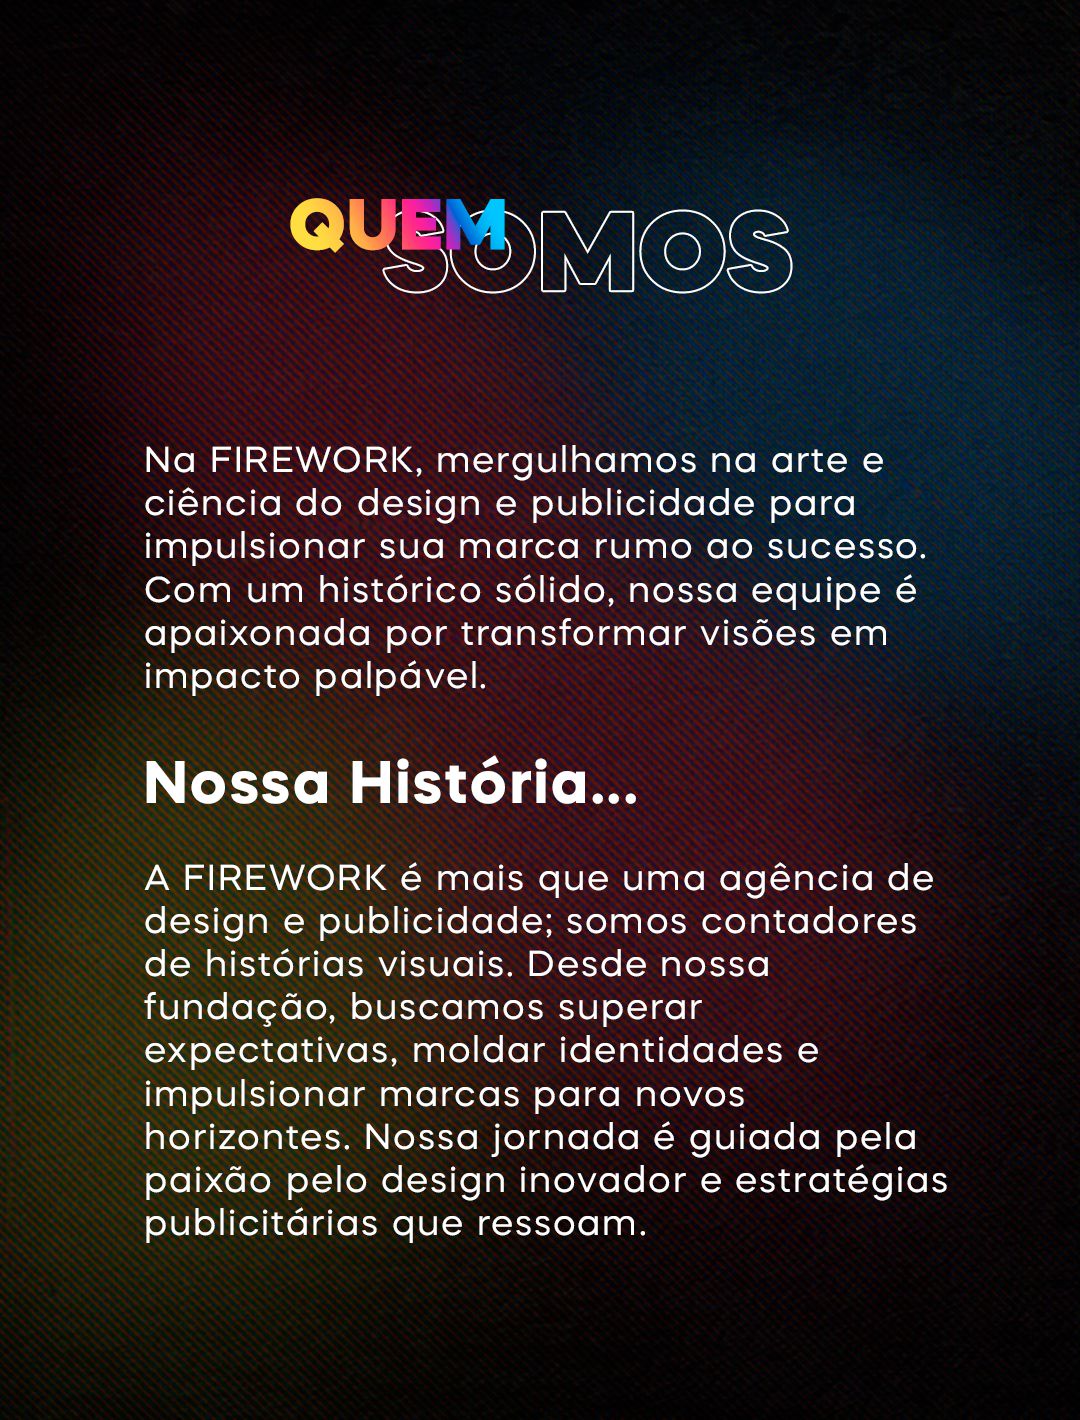 QUEM
SOMOS
Na FIREWORK, mergulhamos na arte e
ciência do design e publicidade para
impulsionar sua marca rumo ao sucesso.
Com um histórico sólido, nossa equipe é
apaixonada por transformar visões em
impacto palpável.
Nossa História...
A FIREWORK é mais que uma agência de
design e publicidade; somos contadores
de histórias visuais. Desde nossa
fundação, buscamos superar
expectativas, moldar identidades e
impulsionar marcas para novos
horizontes. Nossa jornada é guiada pela
paixão pelo design inovador e estratégias
publicitárias que ressoam.